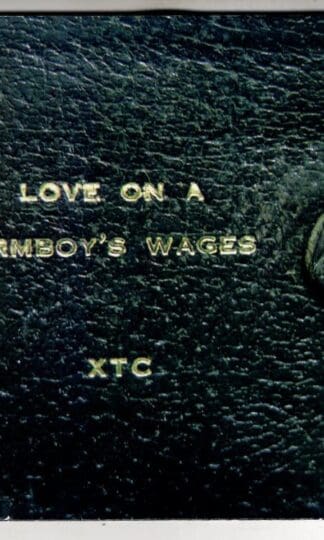 LOVE ON A
RMBOY'S WAGES
XTC